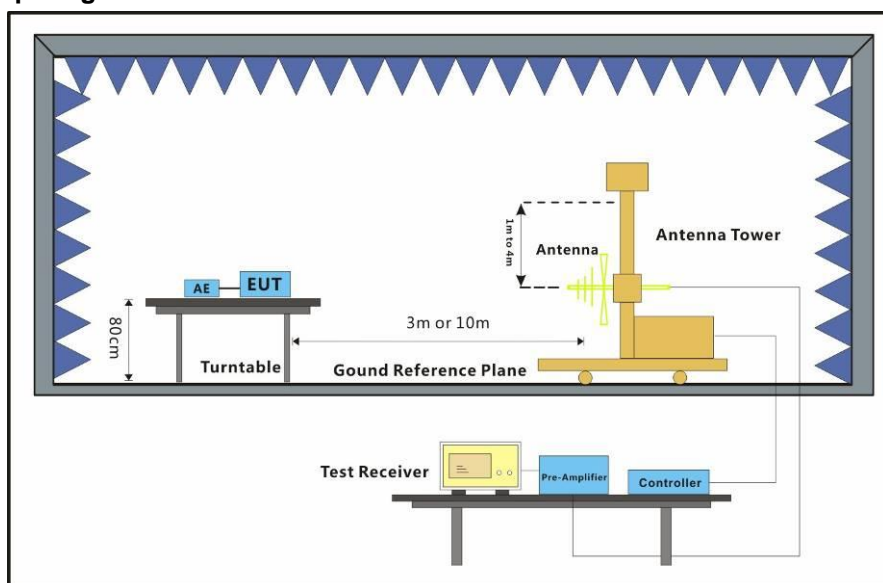 1m to 4m
Antenna
Antenna Tower
AE
EUT
80cm
3m or 10m
Turntable
Gound Reference Plane
Test Receiver
Pre-Amplifier
Controller